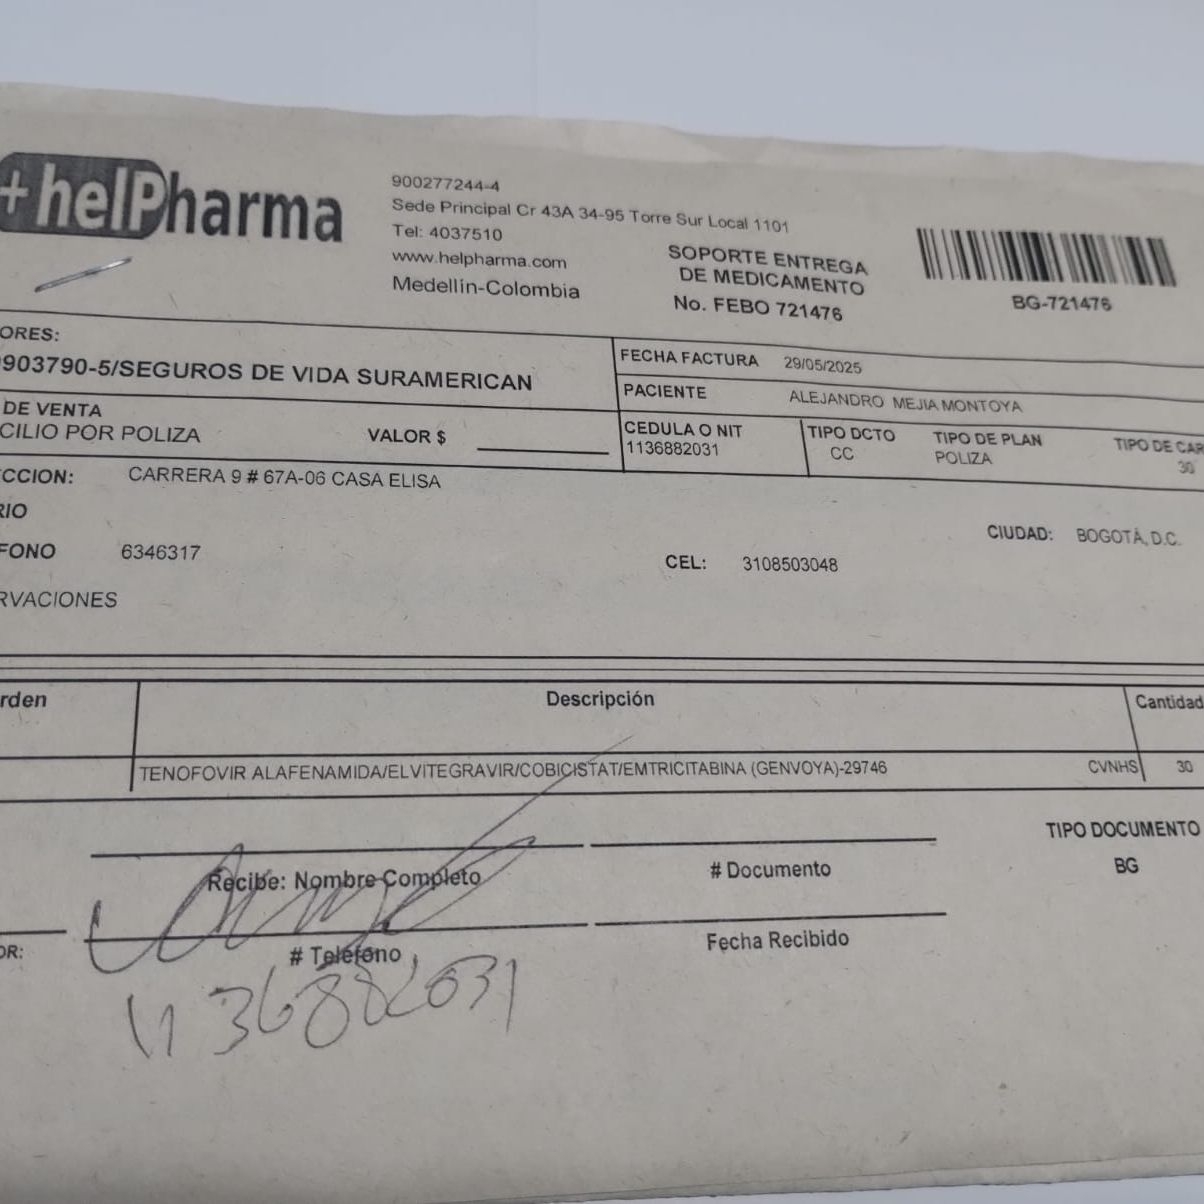 +helPharma
900277244-4
Sede Principal Cr 43A 34-95 Torre Sur Local 1101
Tel: 4037510
www.helpharma.com
Medellín-Colombia
SOPORTE ENTREGA
DE MEDICAMENTO
No. FEBO 721476
BG-721476
ORES:
903790-5/SEGUROS DE VIDA SURAMERICAN
FECHA FACTURA 29/05/2025
PACIENTE ALEJANDRO MEJIA MONTOYA
DE VENTA
CILIO POR POLIZA VALOR $
CEDULA O NIT TIPO DCTO TIPO DE PLAN TIPO DE CAR
1136882031 CC POLIZA 30
CCION: CARRERA 9 # 67A-06 CASA ELISA
RIO
CIUDAD: BOGOTÁ, D.C.
FONO 6346317
CEL: 3108503048
RVACIONES
rden Descripción Cantidad
TENOFOVIR ALAFENAMIDA/ELVITEGRAVIR/COBICISTAT/EMTRICITABINA (GENVOYA)-29746 CVNHS 30
TIPO DOCUMENTO
BG
Recibe: Nombre Completo # Documento
OR: # Teléfono Fecha Recibido
1136882031